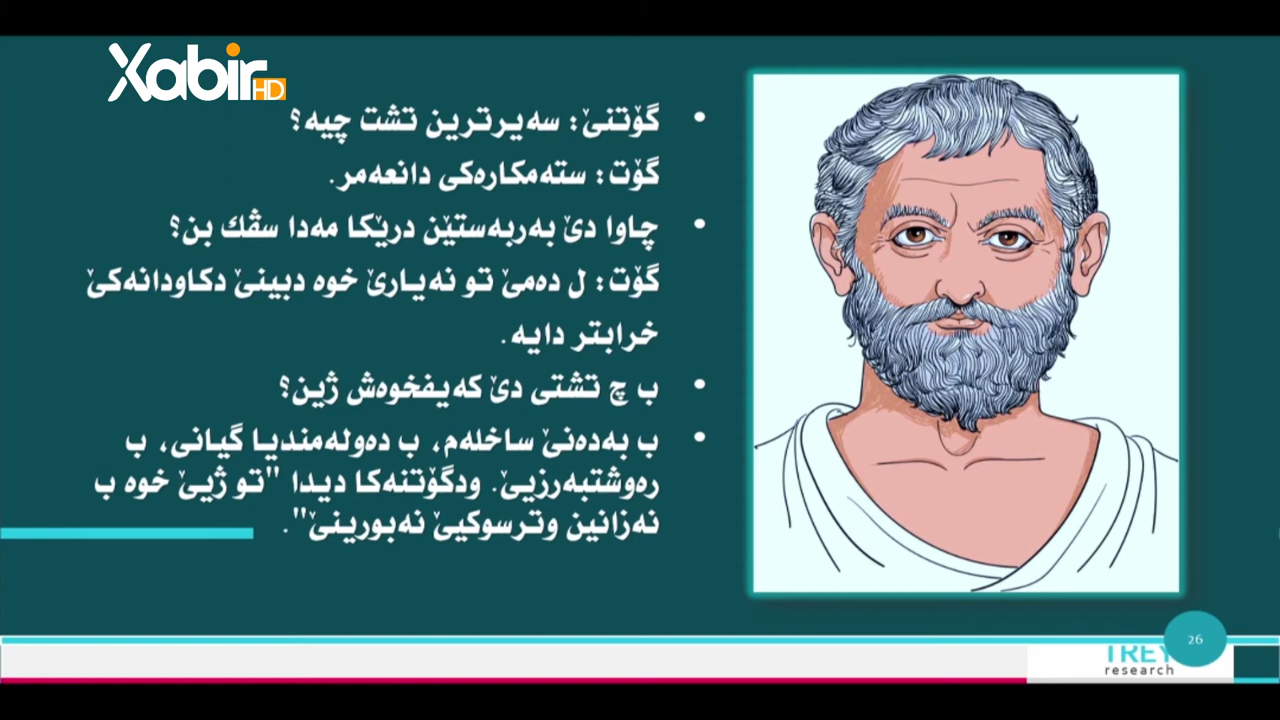 Xabir HD
• گۆتنێ: سەیرترین تشت چیە؟
گۆت: ستەمکارەکی دانعەمر.
• چاوا دێ بەربەستێن درێکا مەدا سڤك بن؟
گۆت: ل دەمێ تو نەیارێ خوە دبینێ دکاودانەکێ
خرابتر دایە.
• ب چ تشتی دێ کەیفخوەش ژین؟
• ب بەدەنێ ساخلەم، ب دەولەمندیا گیانی، ب
رەوشتبەرزیێ. ودگۆتنەکا دیدا "تو ژیێ خوە ب
نەزانین وترسوکیێ نەبورینێ".
26
TREY
research